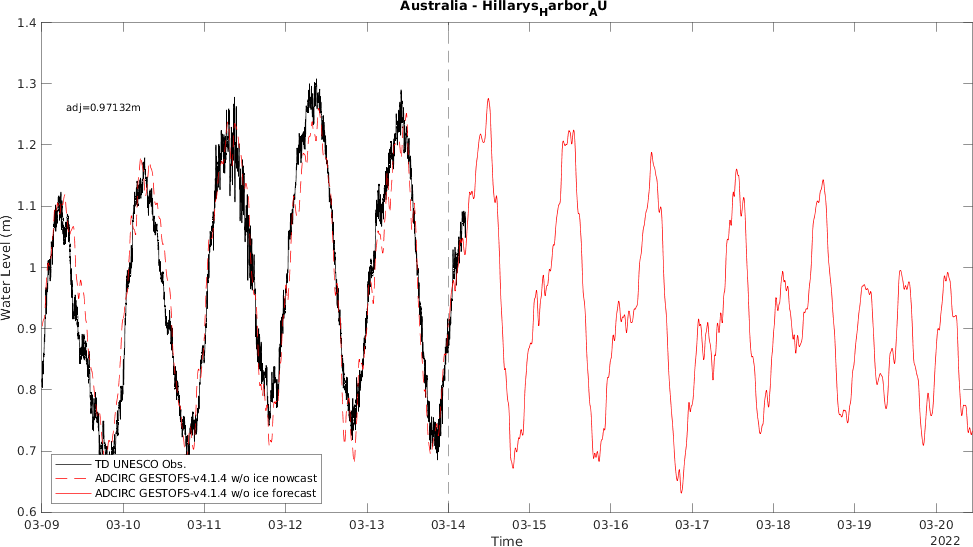 Australia - Hillarys_Harbor_AU
1.4
1.3
adj=0.97132m
1.2
1.1
1
Water Level (m)
0.9
0.8
0.7
TD UNESCO Obs.
ADCIRC GESTOFS-v4.1.4 w/o ice nowcast
ADCIRC GESTOFS-v4.1.4 w/o ice forecast
0.6
03-09 03-10 03-11 03-12 03-13 03-14 03-15 03-16 03-17 03-18 03-19 03-20
Time 2022